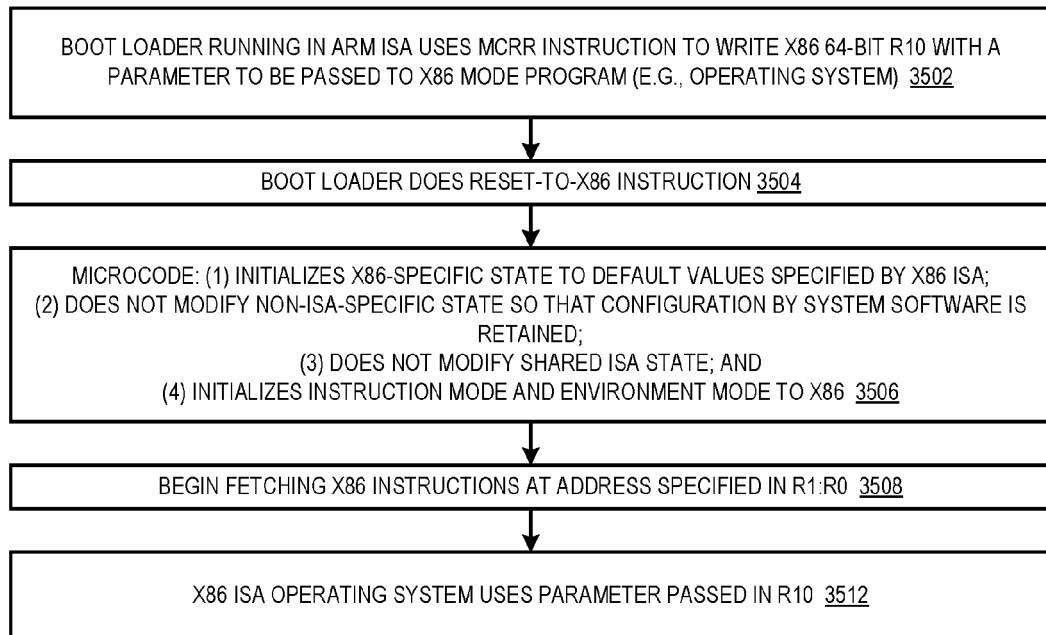 BOOT LOADER RUNNING IN ARM ISA USES MCRR INSTRUCTION TO WRITE X86 64-BIT R10 WITH A
PARAMETER TO BE PASSED TO X86 MODE PROGRAM (E.G., OPERATING SYSTEM) 3502
BOOT LOADER DOES RESET-TO-X86 INSTRUCTION 3504
MICROCODE: (1) INITIALIZES X86-SPECIFIC STATE TO DEFAULT VALUES SPECIFIED BY X86 ISA;
(2) DOES NOT MODIFY NON-ISA-SPECIFIC STATE SO THAT CONFIGURATION BY SYSTEM SOFTWARE IS
RETAINED;
(3) DOES NOT MODIFY SHARED ISA STATE; AND
(4) INITIALIZES INSTRUCTION MODE AND ENVIRONMENT MODE TO X86 3506
BEGIN FETCHING X86 INSTRUCTIONS AT ADDRESS SPECIFIED IN R1:R0 3508
X86 ISA OPERATING SYSTEM USES PARAMETER PASSED IN R10 3512